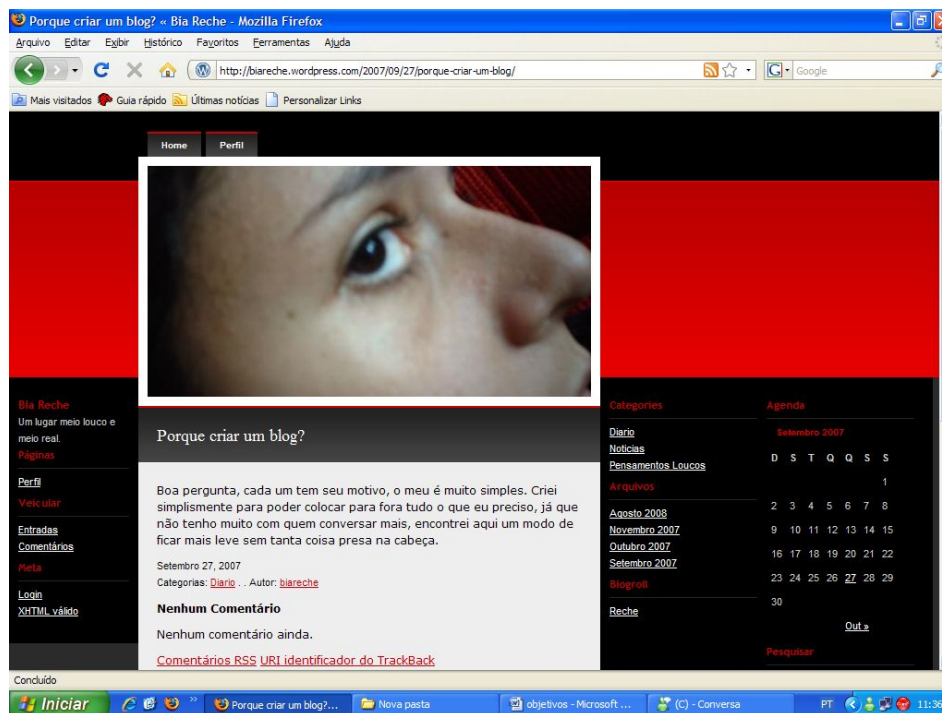 Porque criar um blog? « Bia Reche - Mozilla Firefox
Arquivo Editar Exibir Histórico Favoritos Ferramentas Ajuda
http://biareche.wordpress.com/2007/09/27/porque-criar-um-blog/
G Google
Mais visitados Guia rápido Últimas notícias Personalizar Links
Home Perfil
Bia Reche
Um lugar meio louco e
meio real.
Páginas
Perfil
Veicular
Entradas
Comentários
Meta
Login
XHTML válido
Porque criar um blog?
Boa pergunta, cada um tem seu motivo, o meu é muito simples. Criei
simplismente para poder colocar para fora tudo o que eu preciso, já que
não tenho muito com quem conversar mais, encontrei aqui um modo de
ficar mais leve sem tanta coisa presa na cabeça.
Setembro 27, 2007
Categorias: Diario . . Autor: biareche
Nenhum Comentário
Nenhum comentário ainda.
Comentários RSS URI identificador do TrackBack
Categories
Diario
Noticias
Pensamentos Loucos
Arquivos
Agosto 2008
Novembro 2007
Outubro 2007
Setembro 2007
Blogroll
Reche
Agenda
Setembro 2007
D S T Q Q S S
1
2 3 4 5 6 7 8
9 10 11 12 13 14 15
16 17 18 19 20 21 22
23 24 25 26 27 28 29
30
Out »
Pesquisar
Concluído
Iniciar » Porque criar um blog?... Nova pasta objetivos - Microsoft ... (C) - Conversa PT 11:36